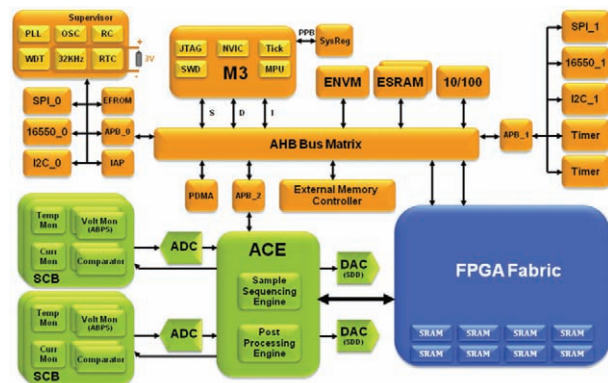 Supervisor
PLL OSC RC
WDT 32KHz RTC
+
3V
-
JTAG NVIC Tick
SWD M3 MPU
PPB
SysReg
SPI_0
EFROM
16550_0
APB_0
I2C_0
IAP
S D I
ENVM
ESRAM
10/100
AHB Bus Matrix
APB_1
SPI_1
16550_1
I2C_1
Timer
Timer
PDMA
APB_2
External Memory
Controller
Temp
Mon
Volt Mon
(ABPS)
Curr
Mon
Comparator
SCB
ADC
Temp
Mon
Volt Mon
(ABPS)
Curr
Mon
Comparator
SCB
ADC
ACE
Sample
Sequencing
Engine
Post
Processing
Engine
DAC
(SDD)
DAC
(SDD)
FPGA Fabric
SRAM SRAM SRAM SRAM
SRAM SRAM SRAM SRAM